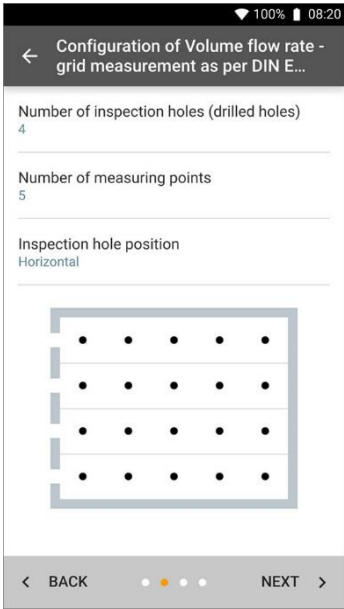 100% 08:20
Configuration of Volume flow rate -
grid measurement as per DIN E...
Number of inspection holes (drilled holes)
4
Number of measuring points
5
Inspection hole position
Horizontal
BACK NEXT